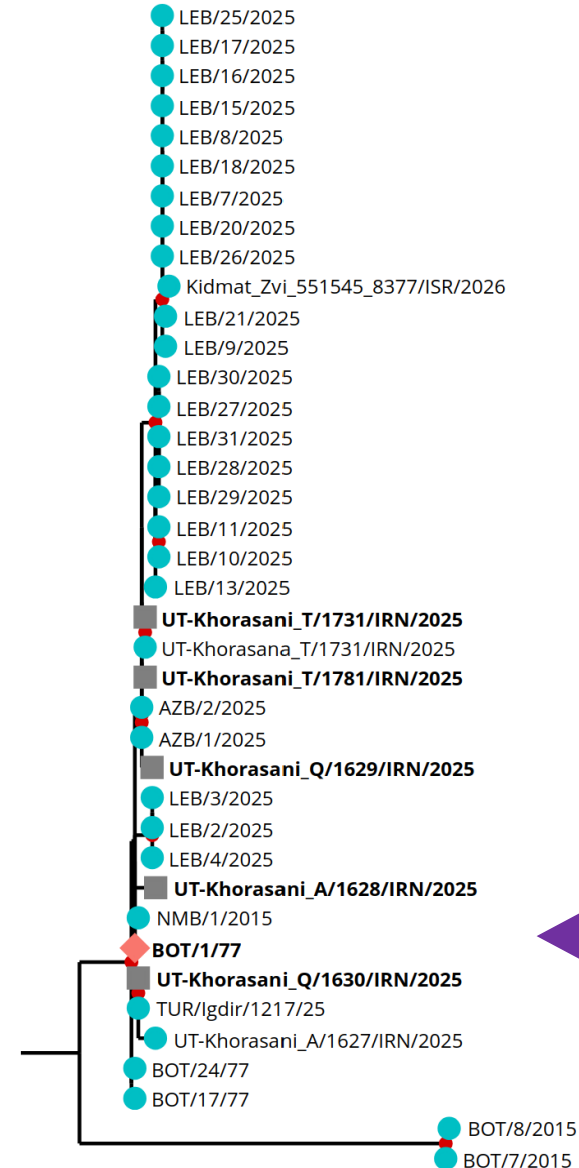 LEB/25/2025
LEB/17/2025
LEB/16/2025
LEB/15/2025
LEB/8/2025
LEB/18/2025
LEB/7/2025
LEB/20/2025
LEB/26/2025
Kidmat_Zvi_551545_8377/ISR/2026
LEB/21/2025
LEB/9/2025
LEB/30/2025
LEB/27/2025
LEB/31/2025
LEB/28/2025
LEB/29/2025
LEB/11/2025
LEB/10/2025
LEB/13/2025
UT-Khorasani_T/1731/IRN/2025
UT-Khorasana_T/1731/IRN/2025
UT-Khorasani_T/1781/IRN/2025
AZB/2/2025
AZB/1/2025
UT-Khorasani_Q/1629/IRN/2025
LEB/3/2025
LEB/2/2025
LEB/4/2025
UT-Khorasani_A/1628/IRN/2025
NMB/1/2015
BOT/1/77
UT-Khorasani_Q/1630/IRN/2025
TUR/Igdir/1217/25
UT-Khorasani_A/1627/IRN/2025
BOT/24/77
BOT/17/77
BOT/8/2015
BOT/7/2015